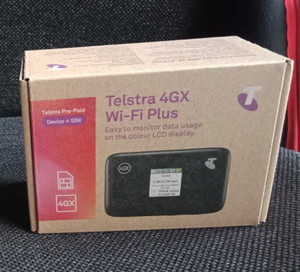 Telstra Pre-Paid
Device + SIM
Telstra 4GX
Wi-Fi Plus
Easy to monitor data usage
on the colour LCD display.
4GX
4GX